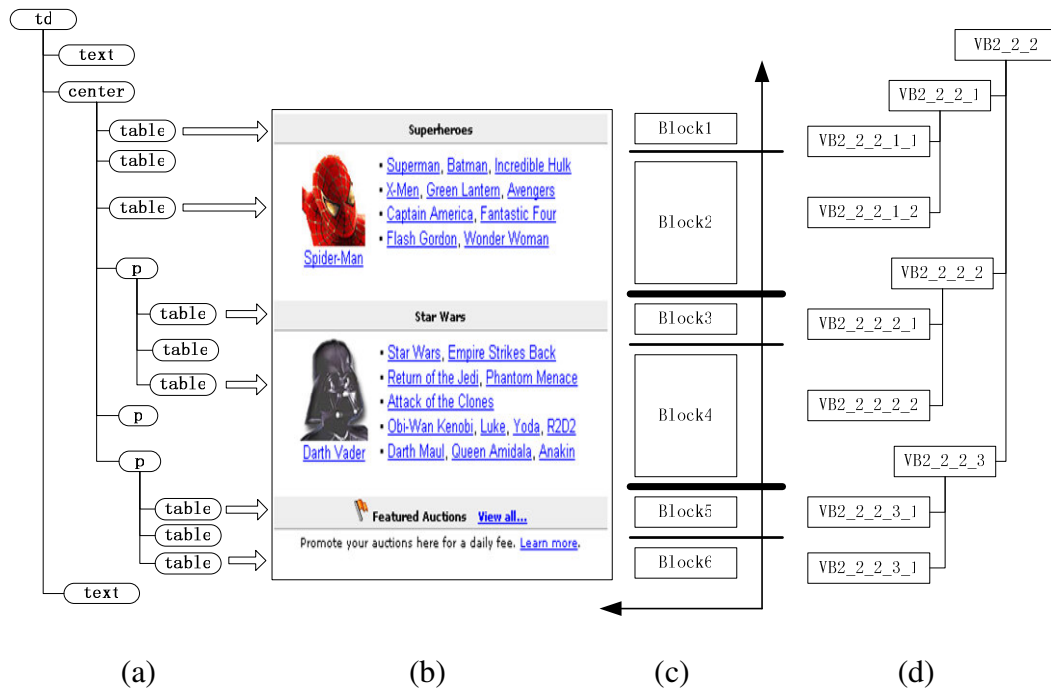 td
text
center
table
table
table
p
table
table
table
p
p
table
table
table
text
(a)
Superheroes
• Superman, Batman, Incredible Hulk
• X-Men, Green Lantern, Avengers
• Captain America, Fantastic Four
• Flash Gordon, Wonder Woman
Spider-Man
Star Wars
• Star Wars, Empire Strikes Back
• Return of the Jedi, Phantom Menace
• Attack of the Clones
• Obi-Wan Kenobi, Luke, Yoda, R2D2
• Darth Maul, Queen Amidala, Anakin
Darth Vader
Featured Auctions View all...
Promote your auctions here for a daily fee. Learn more.
(b)
Block1
Block2
Block3
Block4
Block5
Block6
(c)
VB2_2_2
VB2_2_2_1
VB2_2_2_1_1
VB2_2_2_1_2
VB2_2_2_2
VB2_2_2_2_1
VB2_2_2_2_2
VB2_2_2_3
VB2_2_2_3_1
VB2_2_2_3_1
(d)